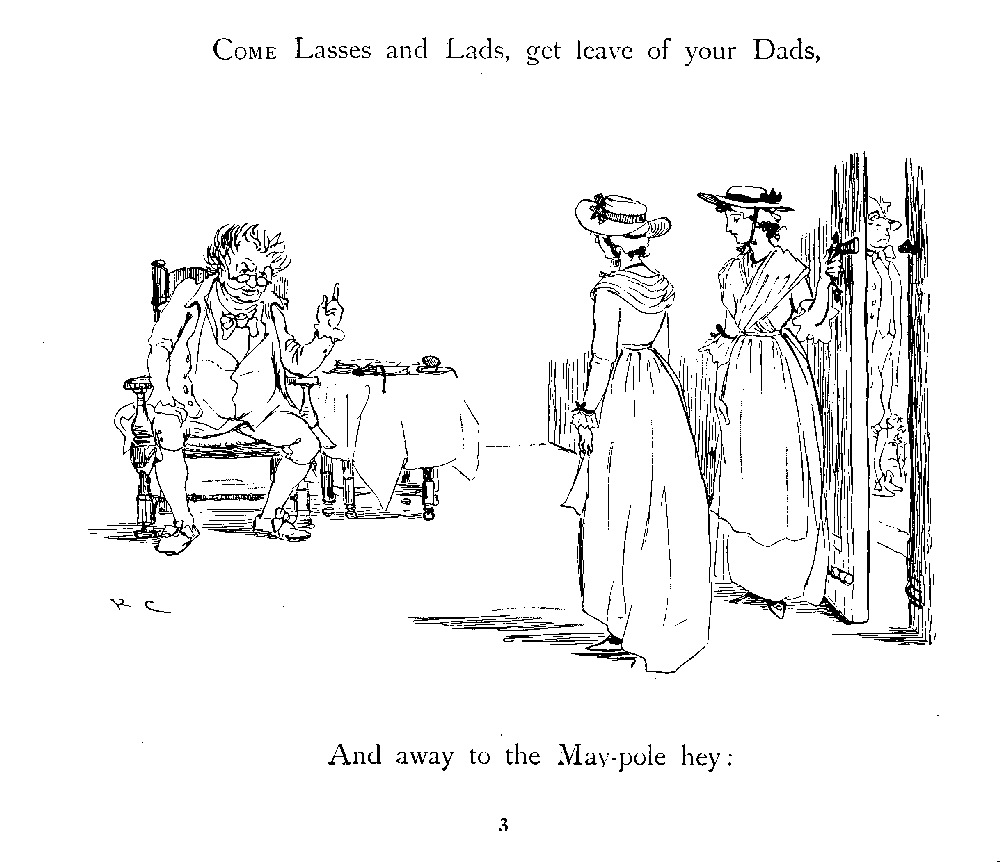 COME Lasses and Lads, get leave of your Dads,
R C
And away to the May-pole hey:
3